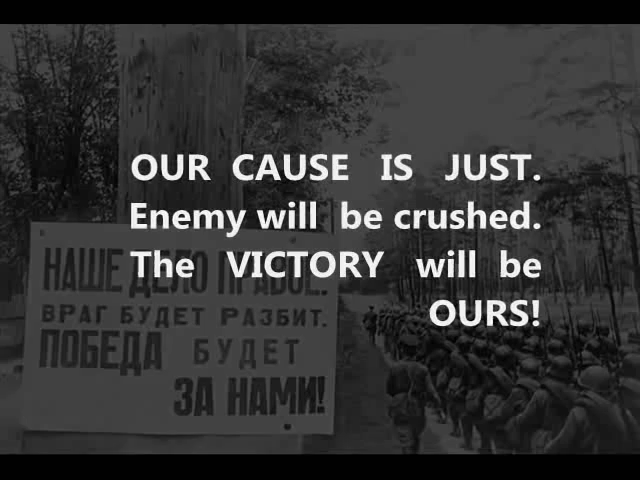 OUR CAUSE IS JUST.
Enemy will be crushed.
The VICTORY will be
OURS!
НАШЕ ДЕЛО ПРАВОЕ.
ВРАГ БУДЕТ РАЗБИТ.
ПОБЕДА БУДЕТ
ЗА НАМИ!